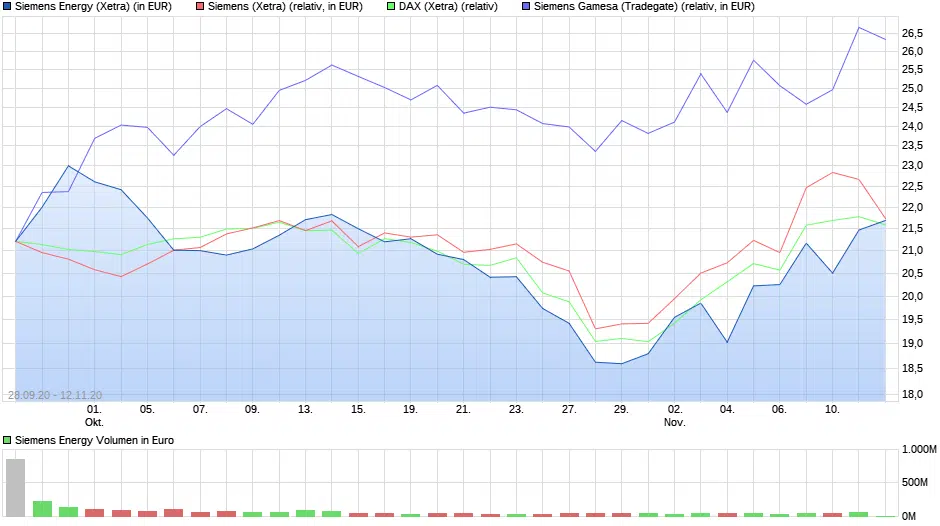 Siemens Energy (Xetra) (in EUR) Siemens (Xetra) (relativ, in EUR) DAX (Xetra) (relativ) Siemens Gamesa (Tradegate) (relativ, in EUR)
26,5
26,0
25,5
25,0
24,5
24,0
23,5
23,0
22,5
22,0
21,5
21,0
20,5
20,0
19,5
19,0
18,5
18,0
28.09.20 - 12.11.20
01. 05. 07. 09. 13. 15. 19. 21. 23. 27. 29. 02. 04. 06. 10.
Okt. Nov.
Siemens Energy Volumen in Euro
1.000M
500M
0M